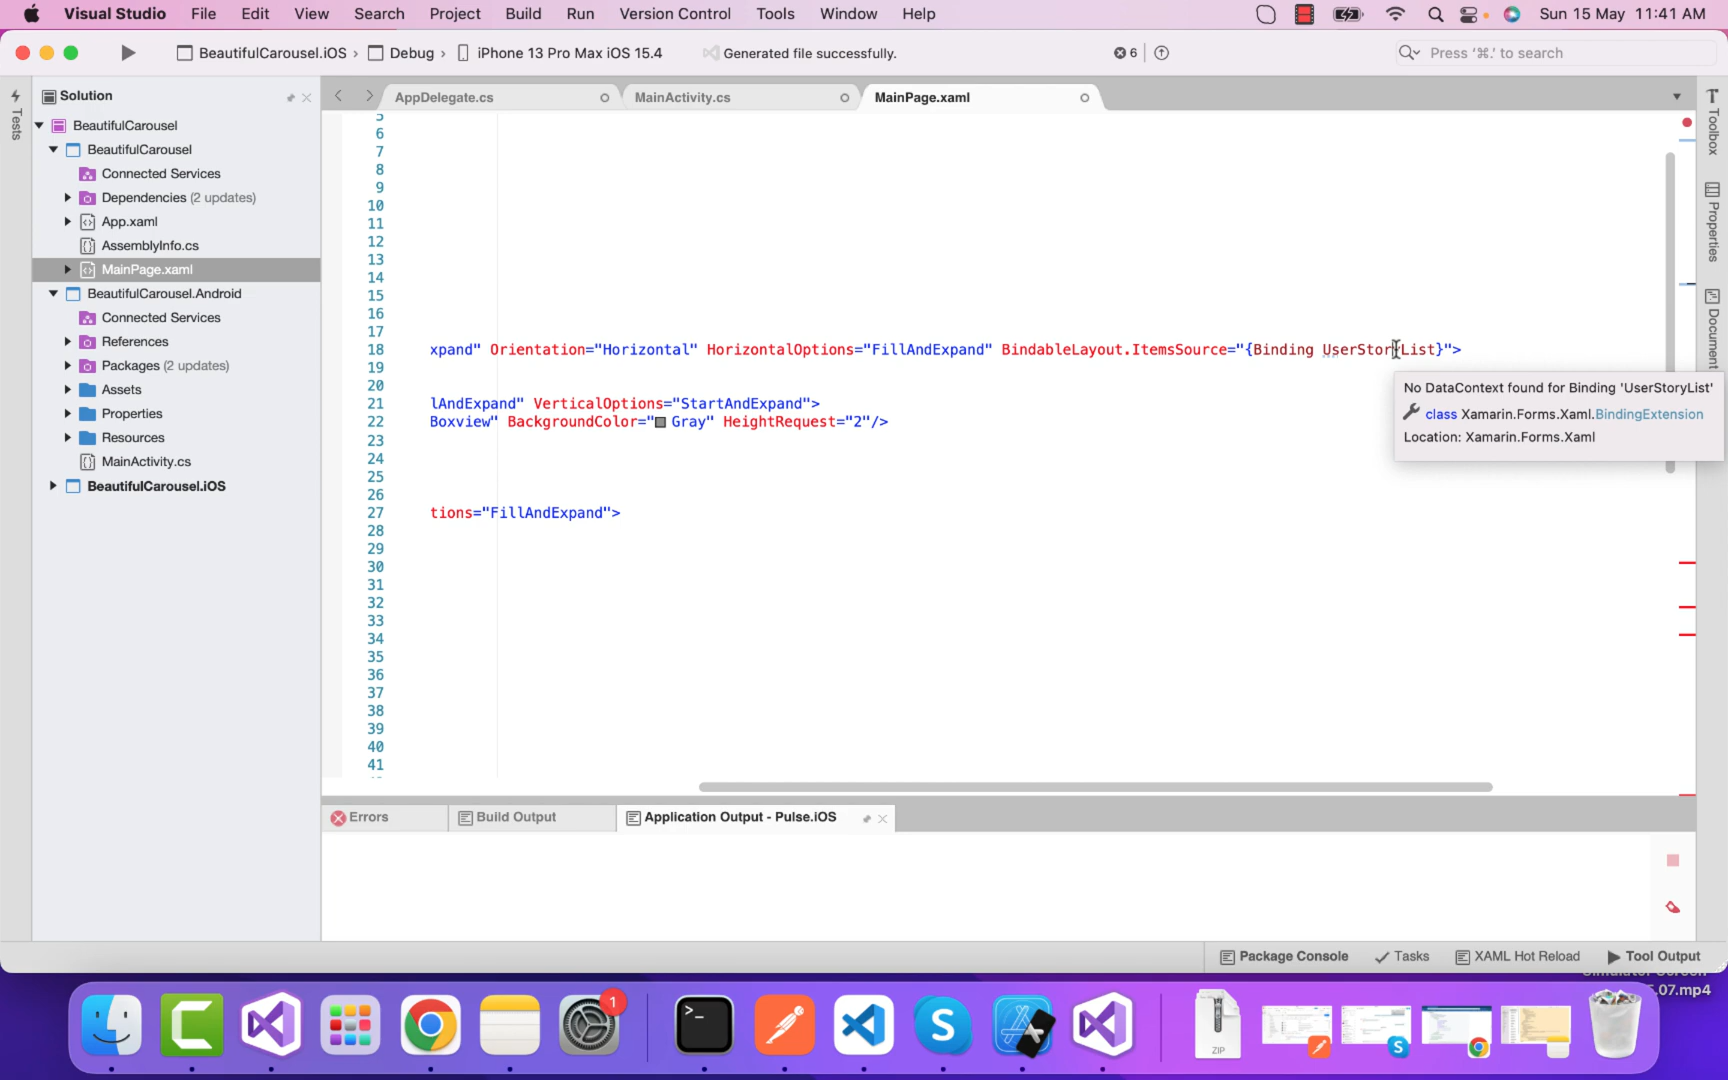 Visual Studio File Edit View Search Project Build Run Version Control Tools Window Help Sun 15 May 11:41 AM
BeautifulCarousel.iOS › Debug › iPhone 13 Pro Max iOS 15.4 Generated file successfully. 6 Press '⌘.' to search
Tests
Solution
AppDelegate.cs
MainActivity.cs
MainPage.xaml
BeautifulCarousel
BeautifulCarousel
Connected Services
Dependencies (2 updates)
App.xaml
AssemblyInfo.cs
MainPage.xaml
BeautifulCarousel.Android
Connected Services
References
Packages (2 updates)
Assets
Properties
Resources
MainActivity.cs
BeautifulCarousel.iOS
5
6
7
8
9
10
11
12
13
14
15
16
17
18 xpand" Orientation="Horizontal" HorizontalOptions="FillAndExpand" BindableLayout.ItemsSource="{Binding UserStoryList}">
19
20
21 lAndExpand" VerticalOptions="StartAndExpand">
22 Boxview" BackgroundColor="Gray" HeightRequest="2"/>
23
24
25
26
27 tions="FillAndExpand">
28
29
30
31
32
33
34
35
36
37
38
39
40
41
No DataContext found for Binding 'UserStoryList'
class Xamarin.Forms.Xaml.BindingExtension
Location: Xamarin.Forms.Xaml
Toolbox
Properties
Document
Errors
Build Output
Application Output - Pulse.iOS
Package Console
Tasks
XAML Hot Reload
Tool Output
.07.mp4
1
ZIP